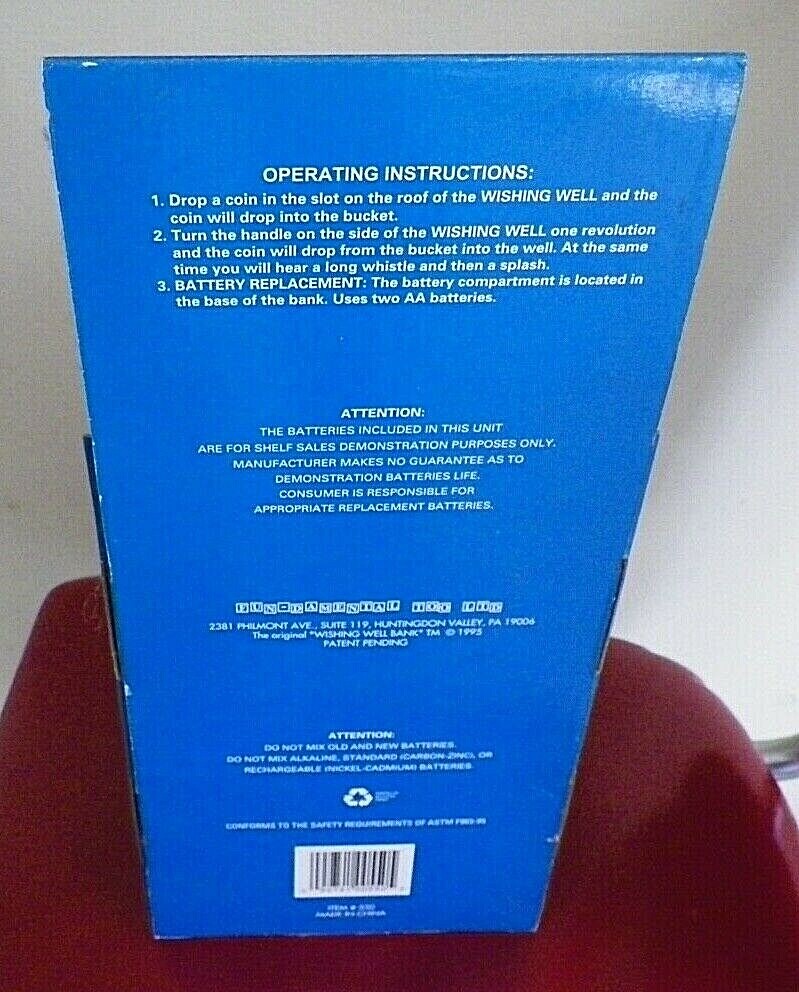 OPERATING INSTRUCTIONS:
1. Drop a coin in the slot on the roof of the WISHING WELL and the
coin will drop into the bucket.
2. Turn the handle on the side of the WISHING WELL one revolution
and the coin will drop from the bucket into the well. At the same
time you will hear a long whistle and then a splash.
3. BATTERY REPLACEMENT: The battery compartment is located in
the base of the bank. Uses two AA batteries.
ATTENTION:
THE BATTERIES INCLUDED IN THIS UNIT
ARE FOR SHELF SALES DEMONSTRATION PURPOSES ONLY.
MANUFACTURER MAKES NO GUARANTEE AS TO
DEMONSTRATION BATTERIES LIFE.
CONSUMER IS RESPONSIBLE FOR
APPROPRIATE REPLACEMENT BATTERIES.
FUN-DAMENTAL TOO LTD
2381 PHILMONT AVE., SUITE 119, HUNTINGDON VALLEY, PA 19006
The original "WISHING WELL BANK" TM © 1995
PATENT PENDING
ATTENTION:
DO NOT MIX OLD AND NEW BATTERIES.
DO NOT MIX ALKALINE, STANDARD (CARBON-ZINC), OR
RECHARGEABLE (NICKEL-CADMIUM) BATTERIES.
CONFORMS TO THE SAFETY REQUIREMENTS OF ASTM
ITEM #
MADE IN CHINA